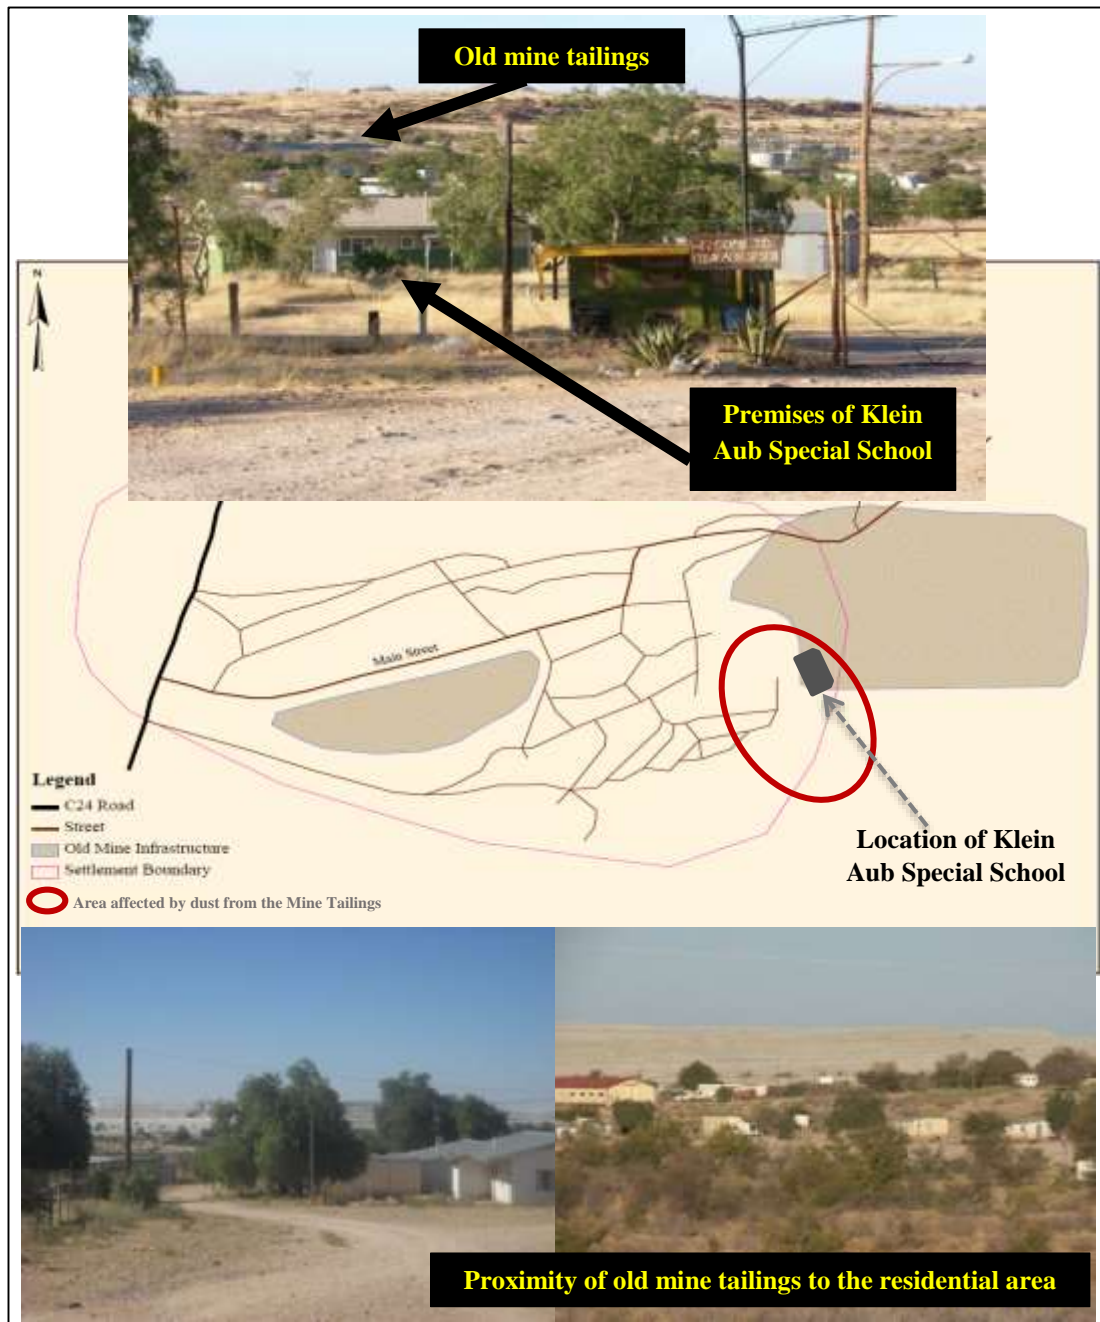 Old mine tailings
WELCOME TO
Premises of Klein
Aub Special School
N
Main Street
Legend
C24 Road
Street
Old Mine Infrastructure
Settlement Boundary
Area affected by dust from the Mine Tailings
Location of Klein
Aub Special School
Proximity of old mine tailings to the residential area